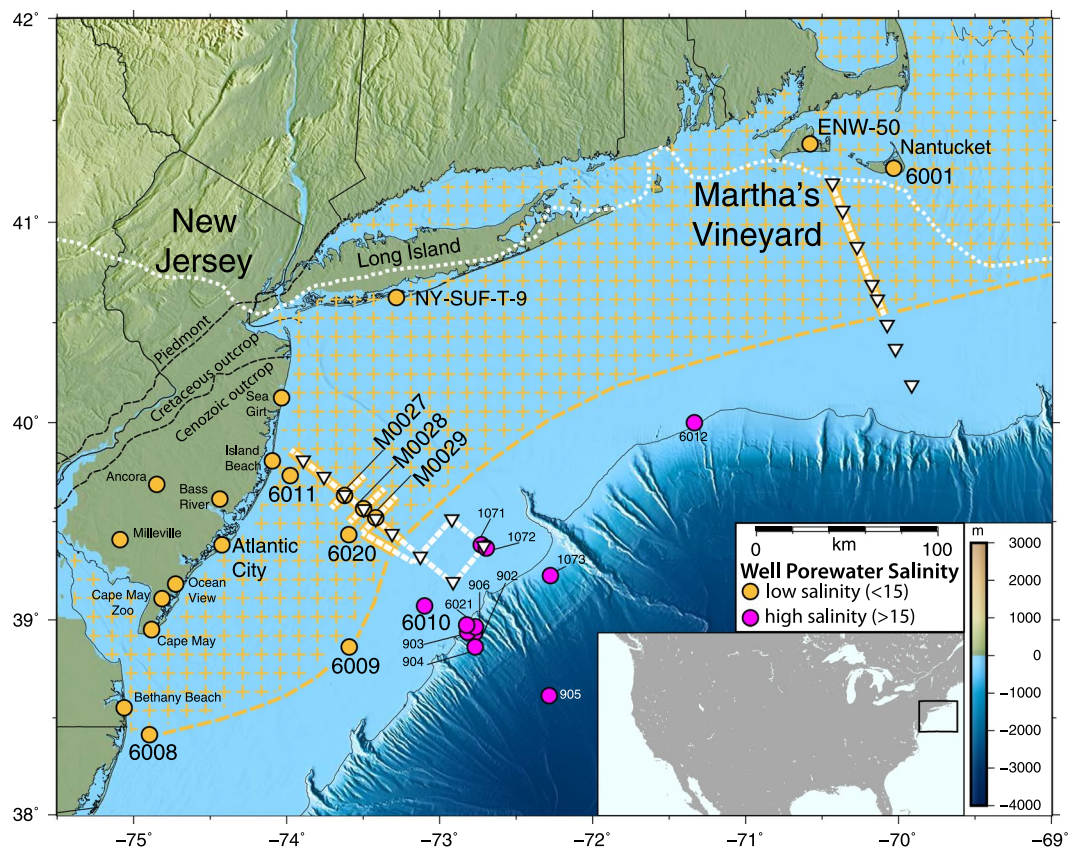 42°
41°
40°
39°
38°
−75°
−74°
−73°
−72°
−71°
−70°
−69°
ENW-50
Nantucket
6001
Martha's
Vineyard
New
Jersey
Long Island
NY-SUF-T-9
Piedmont
Cretaceous outcrop
Cenozoic outcrop
Sea
Girt
M0027
M0028
M0029
6012
Island
Beach
6011
Ancora
Bass
River
6020
Milleville
Atlantic
City
1071
1072
1073
Ocean
View
Cape May
Zoo
Cape May
6010
6021
906
902
903
904
905
6009
Bethany Beach
6008
0
100
km
Well Porewater Salinity
low salinity (<15)
high salinity (>15)
m
3000
2000
1000
0
−1000
−2000
−3000
−4000